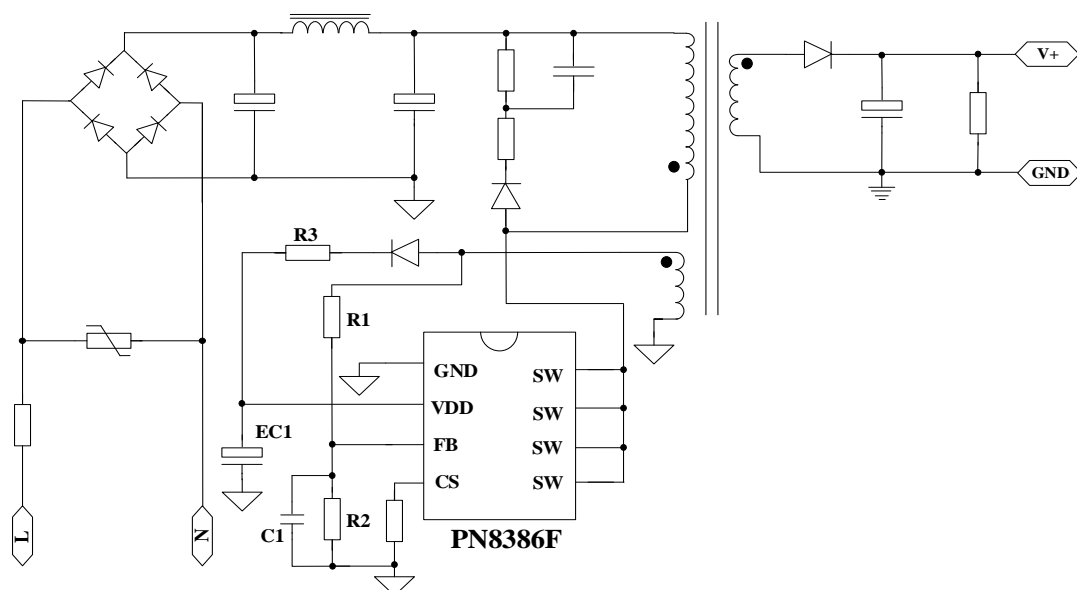 V+
GND
R3
R1
GND
SW
VDD
SW
EC1
FB
SW
CS
SW
L
N
C1
R2
PN8386F